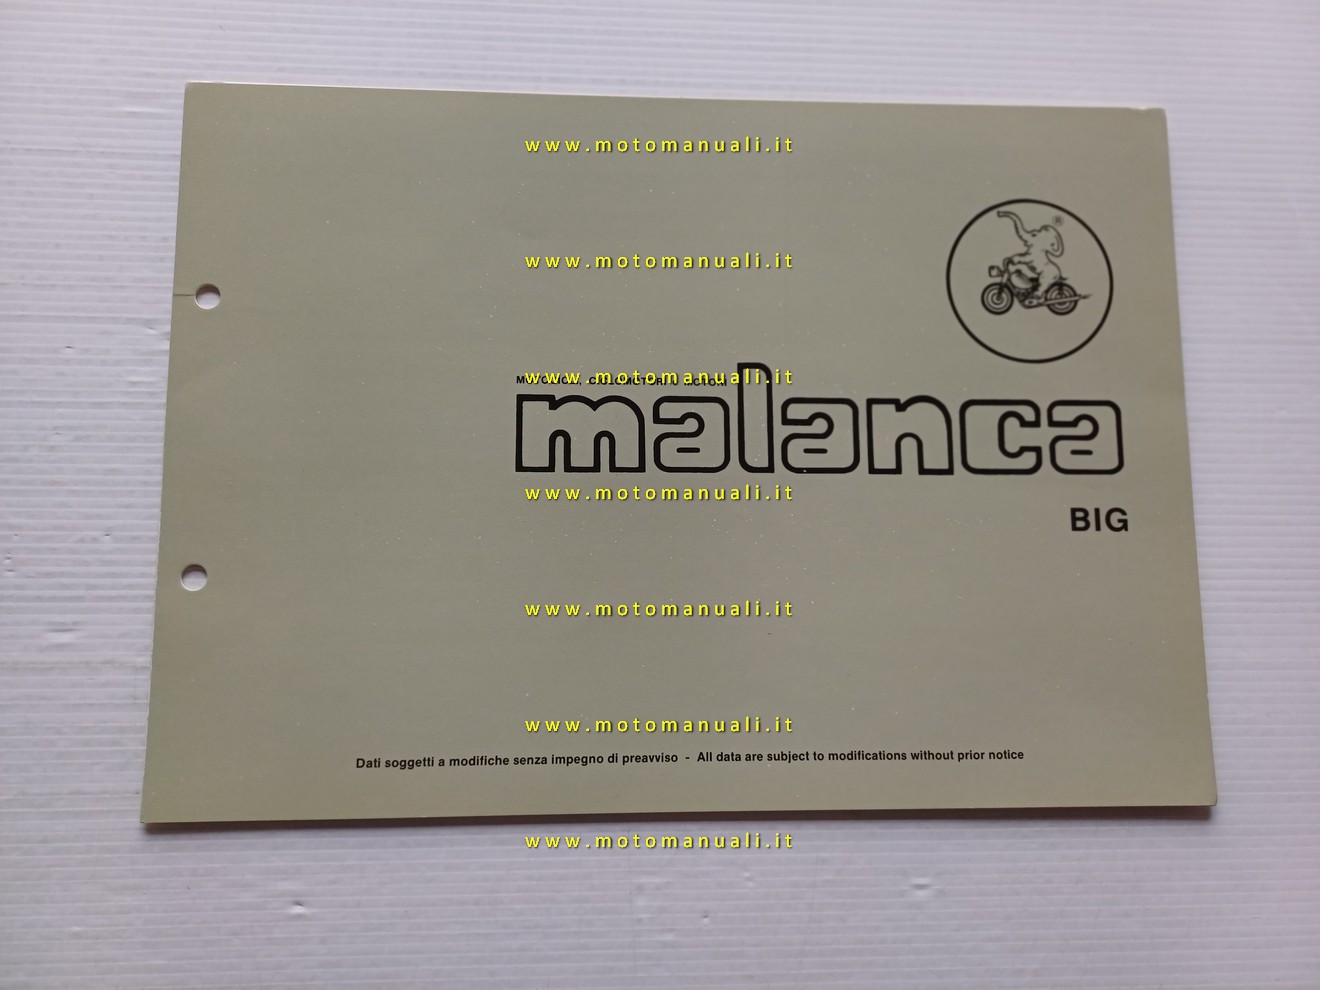 www.motomanuali.it
®
www.motomanuali.it
www.motomanuali.it
malanca
www.motomanuali.it
BIG
www.motomanuali.it
www.motomanuali.it
Dati soggetti a modifiche senza impegno di preavviso - All data are subject to modifications without prior notice
www.motomanuali.it